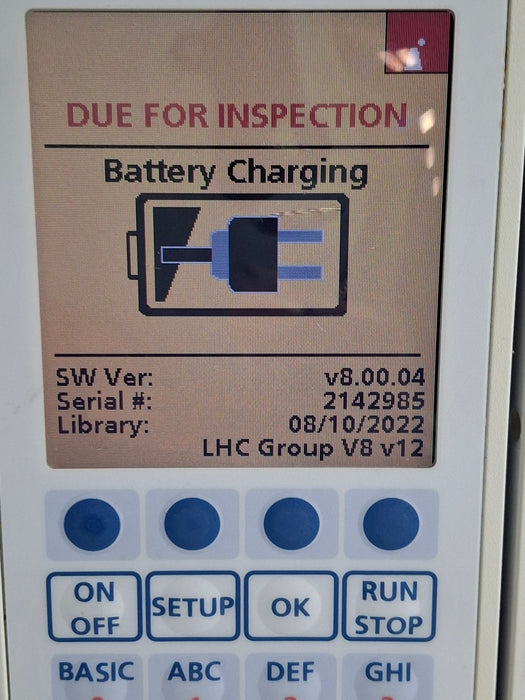 i
DUE FOR INSPECTION
Battery Charging
SW Ver: v8.00.04
Serial #: 2142985
Library: 08/10/2022
LHC Group V8 v12
ON OFF SETUP OK RUN STOP
BASIC ABC DEF GHI